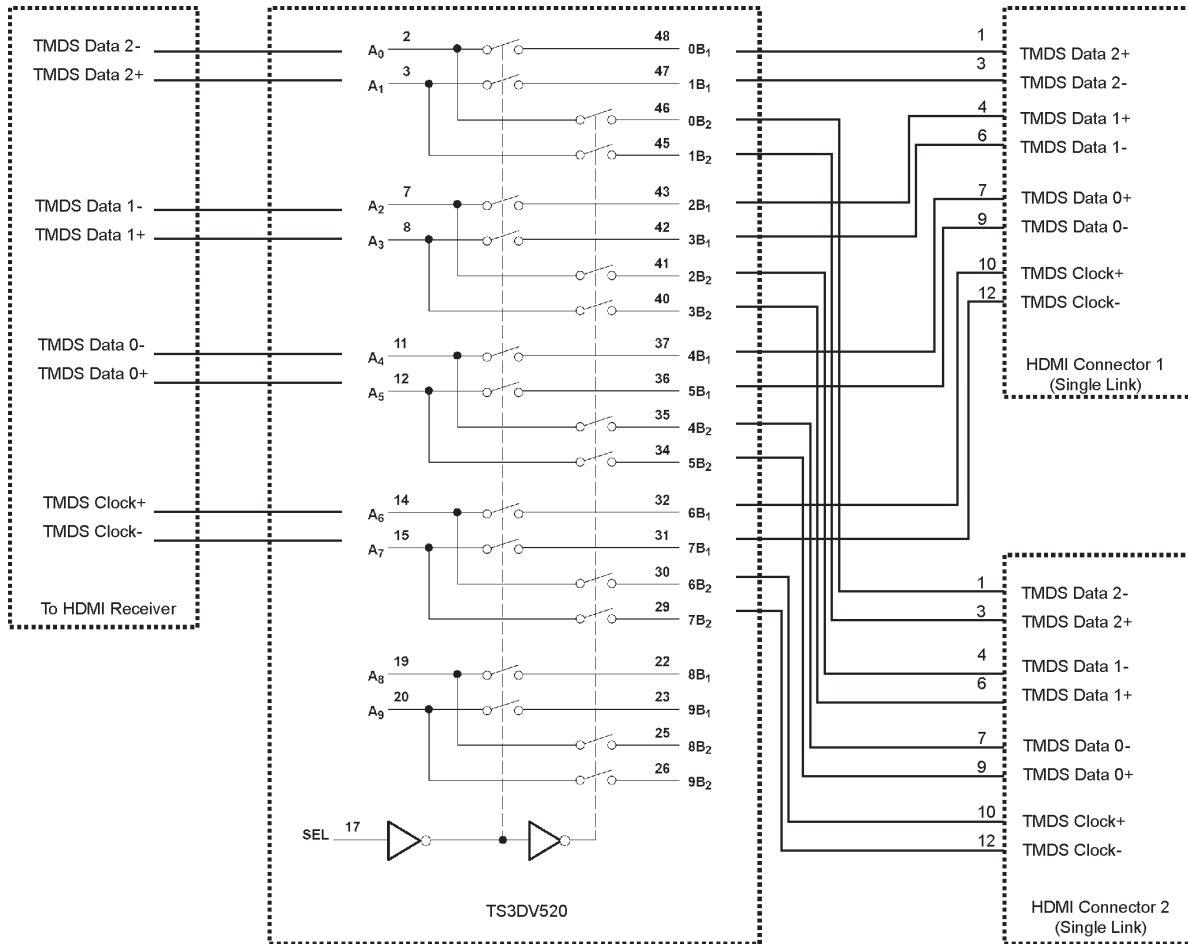 TMDS Data 2-
TMDS Data 2+
TMDS Data 1-
TMDS Data 1+
TMDS Data 0-
TMDS Data 0+
TMDS Clock+
TMDS Clock-
To HDMI Receiver
A0 2 48 0B1
A1 3 47 1B1
46 0B2
45 1B2
A2 7 43 2B1
A3 8 42 3B1
41 2B2
40 3B2
A4 11 37 4B1
A5 12 36 5B1
35 4B2
34 5B2
A6 14 32 6B1
A7 15 31 7B1
30 6B2
29 7B2
A8 19 22 8B1
A9 20 23 9B1
25 8B2
26 9B2
SEL 17
TS3DV520
1 TMDS Data 2+
3 TMDS Data 2-
4 TMDS Data 1+
6 TMDS Data 1-
7 TMDS Data 0+
9 TMDS Data 0-
10 TMDS Clock+
12 TMDS Clock-
HDMI Connector 1
(Single Link)
1 TMDS Data 2-
3 TMDS Data 2+
4 TMDS Data 1-
6 TMDS Data 1+
7 TMDS Data 0-
9 TMDS Data 0+
10 TMDS Clock+
12 TMDS Clock-
HDMI Connector 2
(Single Link)